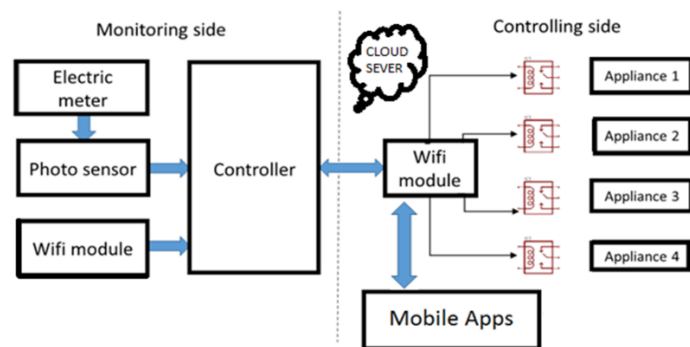 Monitoring side
Controlling side
CLOUD
SEVER
Electric
meter
Photo sensor
Wifi module
Controller
Wifi
module
Mobile Apps
Appliance 1
Appliance 2
Appliance 3
Appliance 4